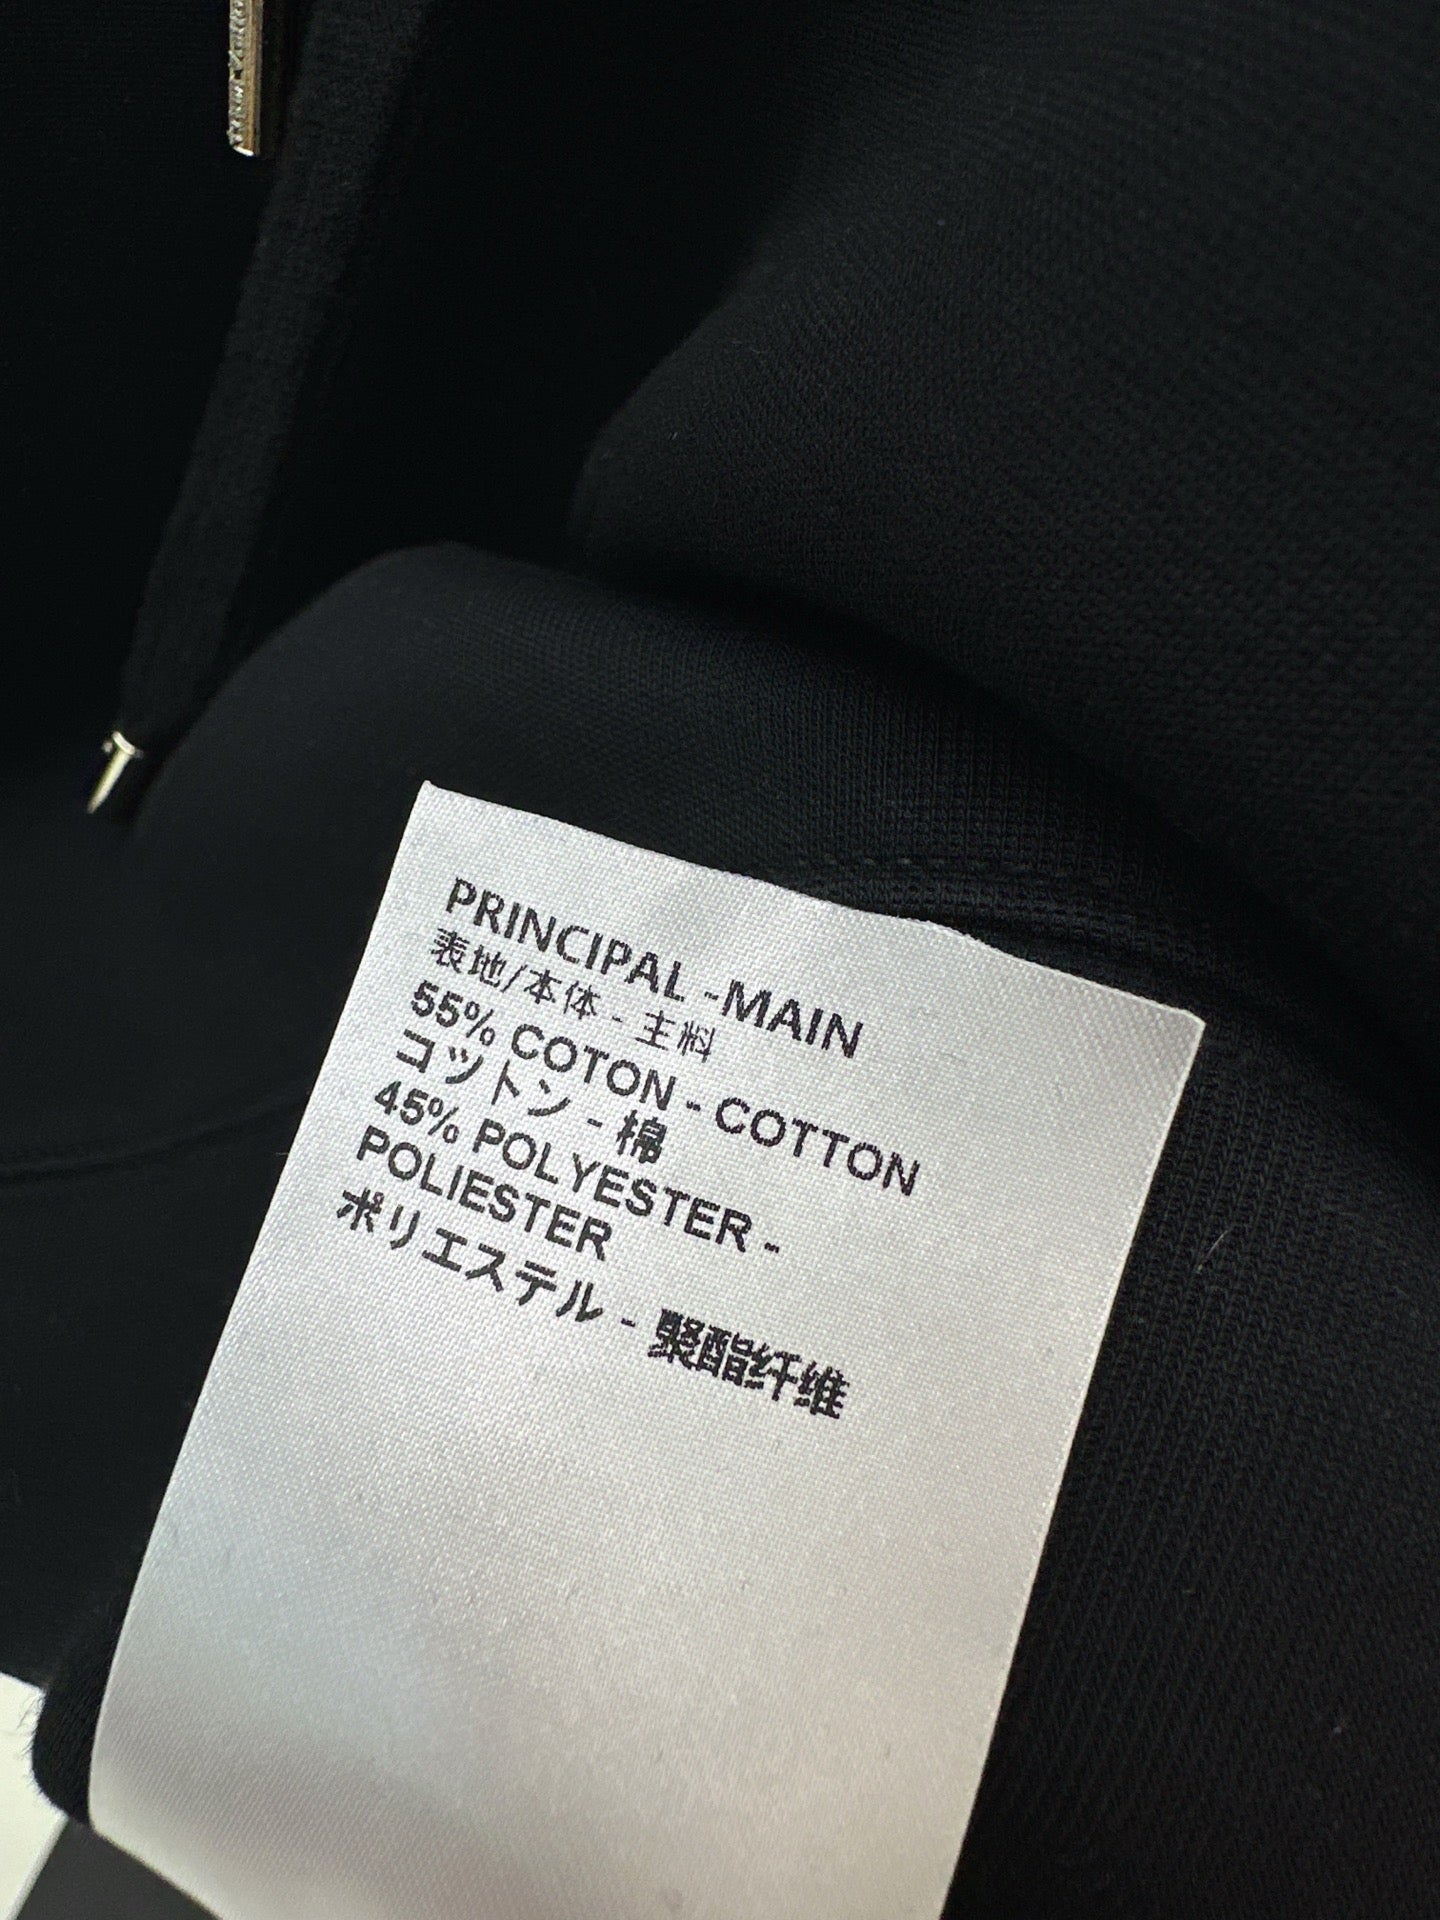 PRINCIPAL -MAIN
表地/本体 - 主料
55% COTON - COTTON
コットン - 棉
45% POLYESTER -
POLIESTER
ポリエステル - 聚酯纤维